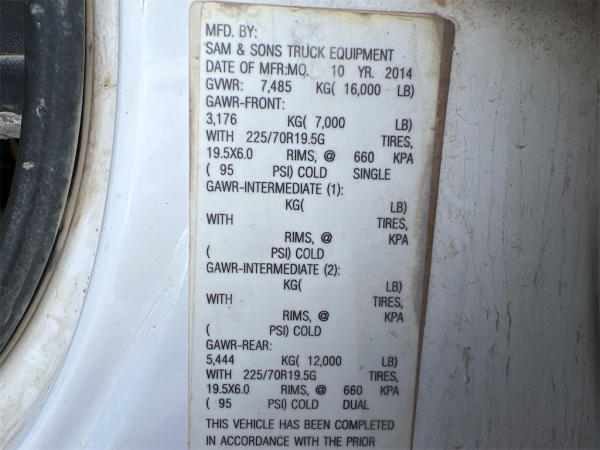 MFD. BY:
SAM & SONS TRUCK EQUIPMENT
DATE OF MFR:MO. 10 YR. 2014
GVWR: 7,485 KG( 16,000 LB)
GAWR-FRONT:
3,176 KG( 7,000 LB)
WITH 225/70R19.5G TIRES,
19.5X6.0 RIMS, @ 660 KPA
( 95 PSI) COLD SINGLE
GAWR-INTERMEDIATE (1):
KG( LB)
WITH TIRES,
RIMS, @ KPA
( PSI) COLD
GAWR-INTERMEDIATE (2):
KG( LB)
WITH TIRES,
RIMS, @ KPA
( PSI) COLD
GAWR-REAR:
5,444 KG( 12,000 LB)
WITH 225/70R19.5G TIRES,
19.5X6.0 RIMS, @ 660 KPA
( 95 PSI) COLD DUAL
THIS VEHICLE HAS BEEN COMPLETED
IN ACCORDANCE WITH THE PRIOR